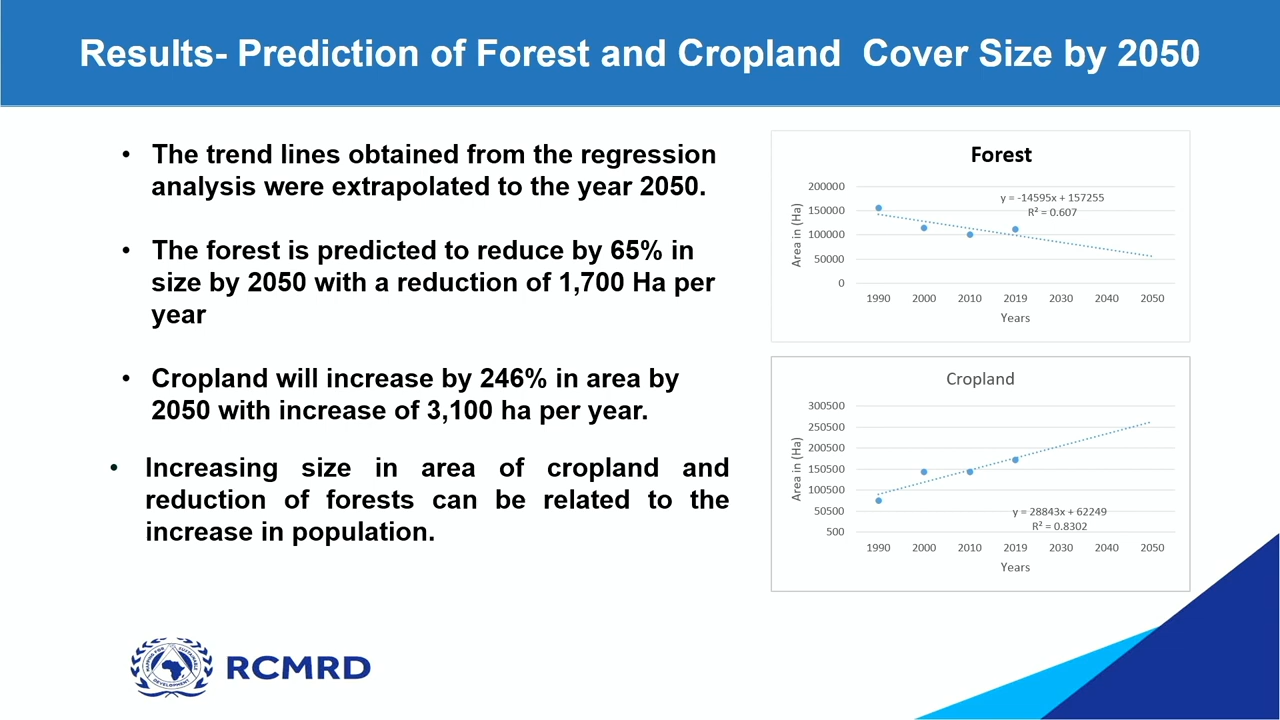 Results- Prediction of Forest and Cropland Cover Size by 2050
• The trend lines obtained from the regression
analysis were extrapolated to the year 2050.
• The forest is predicted to reduce by 65% in
size by 2050 with a reduction of 1,700 Ha per
year
• Cropland will increase by 246% in area by
2050 with increase of 3,100 ha per year.
• Increasing size in area of cropland and
reduction of forests can be related to the
increase in population.
Forest
Area in (Ha)
200000
150000
100000
50000
0
y = -14595x + 157255
R² = 0.607
1990 2000 2010 2019 2030 2040 2050
Years
Cropland
Area in (Ha)
300500
250500
200500
150500
100500
50500
500
y = 28843x + 62249
R² = 0.8302
1990 2000 2010 2019 2030 2040 2050
Years
MAPPING FOR SUSTAINABLE
DEVELOPMENT
RCMRD